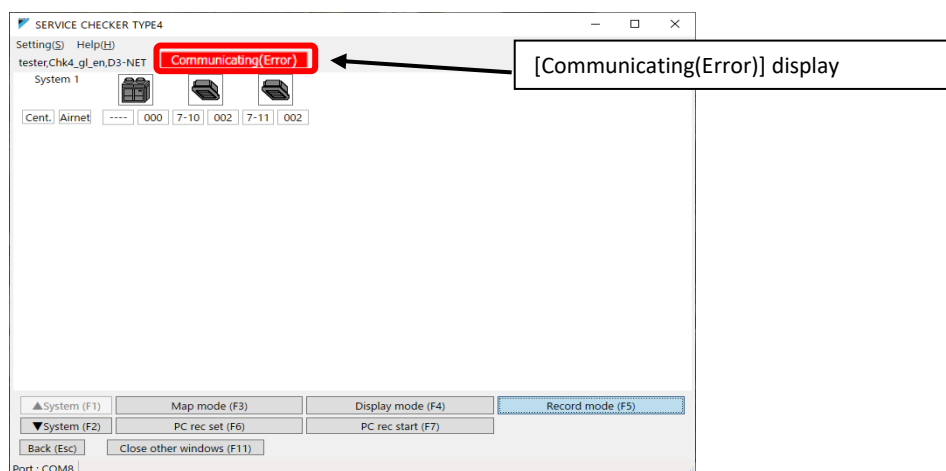 SERVICE CHECKER TYPE4
Setting(S) Help(H)
tester,Chk4_gl_en,D3-NET Communicating(Error)
[Communicating(Error)] display
System 1
Cent. Airnet ---- 000 7-10 002 7-11 002
▲System (F1) Map mode (F3) Display mode (F4) Record mode (F5)
▼System (F2) PC rec set (F6) PC rec start (F7)
Back (Esc) Close other windows (F11)
Port : COM8